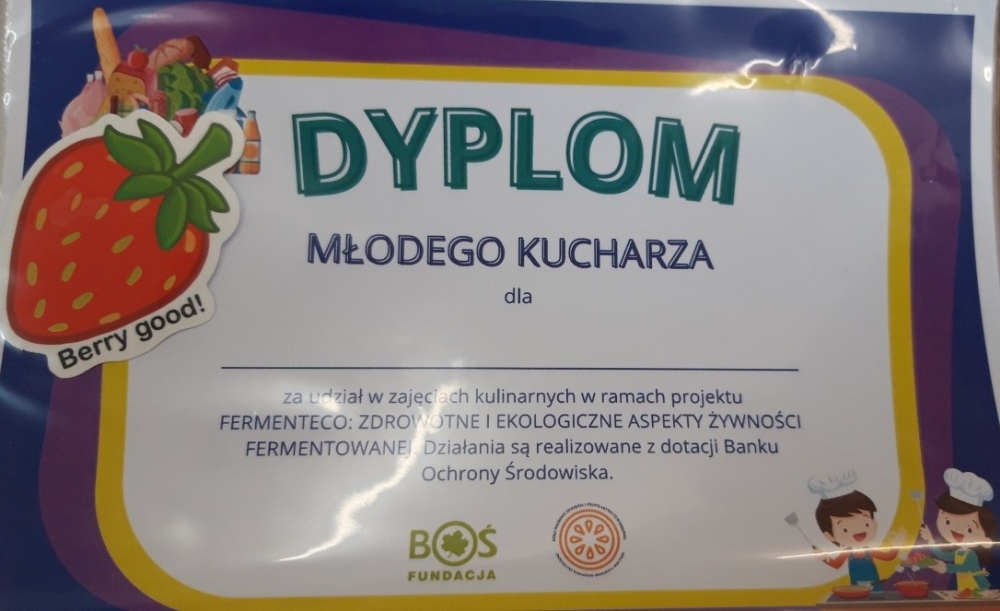 DYPLOM
MŁODEGO KUCHARZA
dla
Berry good!
za udział w zajęciach kulinarnych w ramach projektu
FERMENTECO: ZDROWOTNE I EKOLOGICZNE ASPEKTY ŻYWNOŚCI
FERMENTOWANEJ. Działania są realizowane z dotacji Banku
Ochrony Środowiska.
BOŚ
FUNDACJA